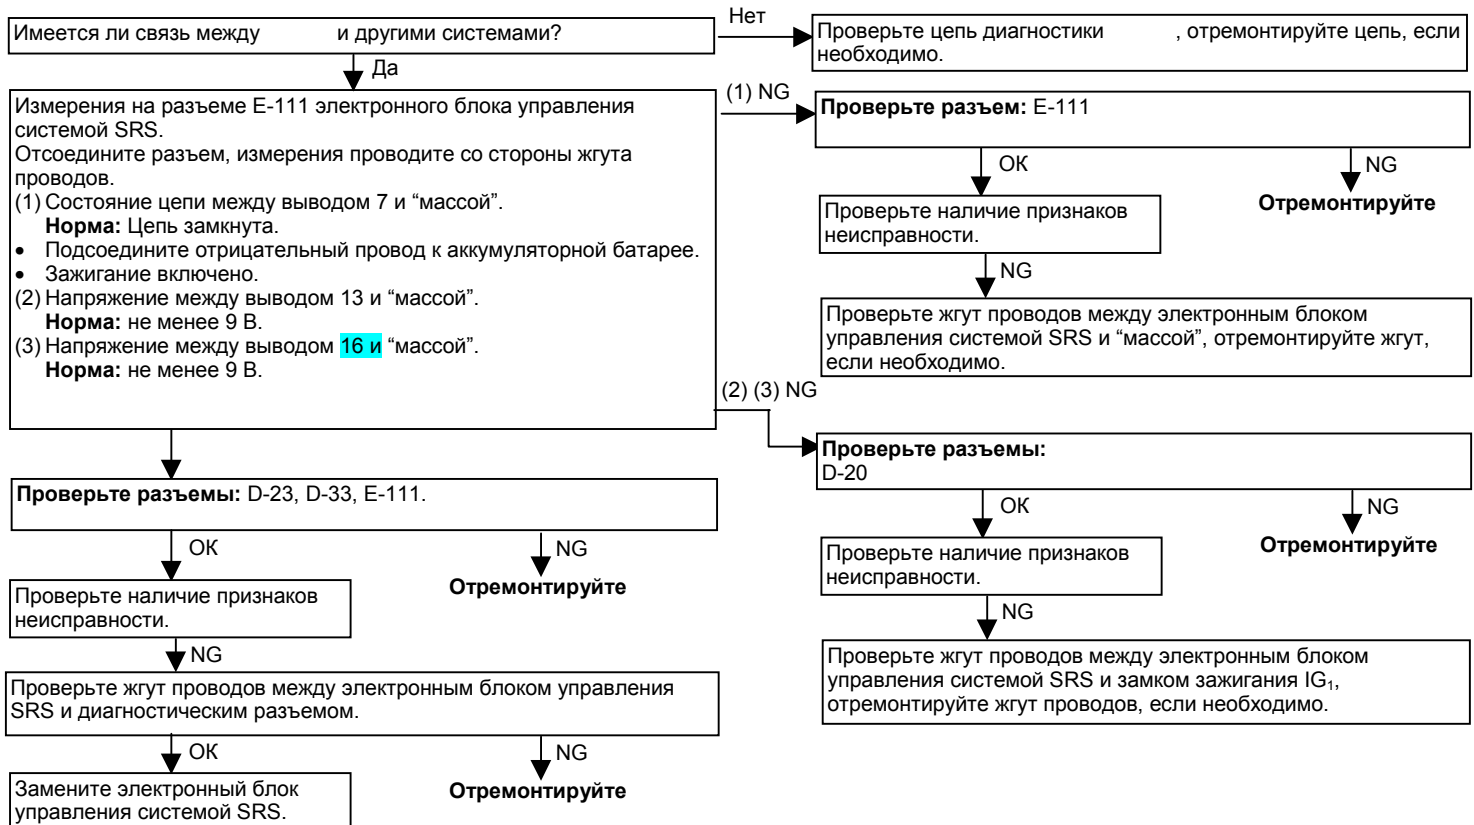 Имеется ли связь между и другими системами?
Нет
Проверьте цепь диагностики , отремонтируйте цепь, если
необходимо.
Да
Измерения на разъеме Е-111 электронного блока управления
системой SRS.
Отсоедините разъем, измерения проводите со стороны жгута
проводов.
(1) Состояние цепи между выводом 7 и “массой”.
Норма: Цепь замкнута.
• Подсоедините отрицательный провод к аккумуляторной батарее.
• Зажигание включено.
(2) Напряжение между выводом 13 и “массой”.
Норма: не менее 9 В.
(3) Напряжение между выводом 16 и “массой”.
Норма: не менее 9 В.
(1) NG
Проверьте разъем: Е-111
OK
NG
Отремонтируйте
Проверьте наличие признаков
неисправности.
NG
Проверьте жгут проводов между электронным блоком
управления системой SRS и “массой”, отремонтируйте жгут,
если необходимо.
(2) (3) NG
Проверьте разъемы:
D-20
OK
NG
Отремонтируйте
Проверьте наличие признаков
неисправности.
NG
Проверьте жгут проводов между электронным блоком
управления системой SRS и замком зажигания IG₁,
отремонтируйте жгут проводов, если необходимо.
Проверьте разъемы: D-23, D-33, E-111.
OK
NG
Отремонтируйте
Проверьте наличие признаков
неисправности.
NG
Проверьте жгут проводов между электронным блоком управления
SRS и диагностическим разъемом.
OK
NG
Отремонтируйте
Замените электронный блок
управления системой SRS.